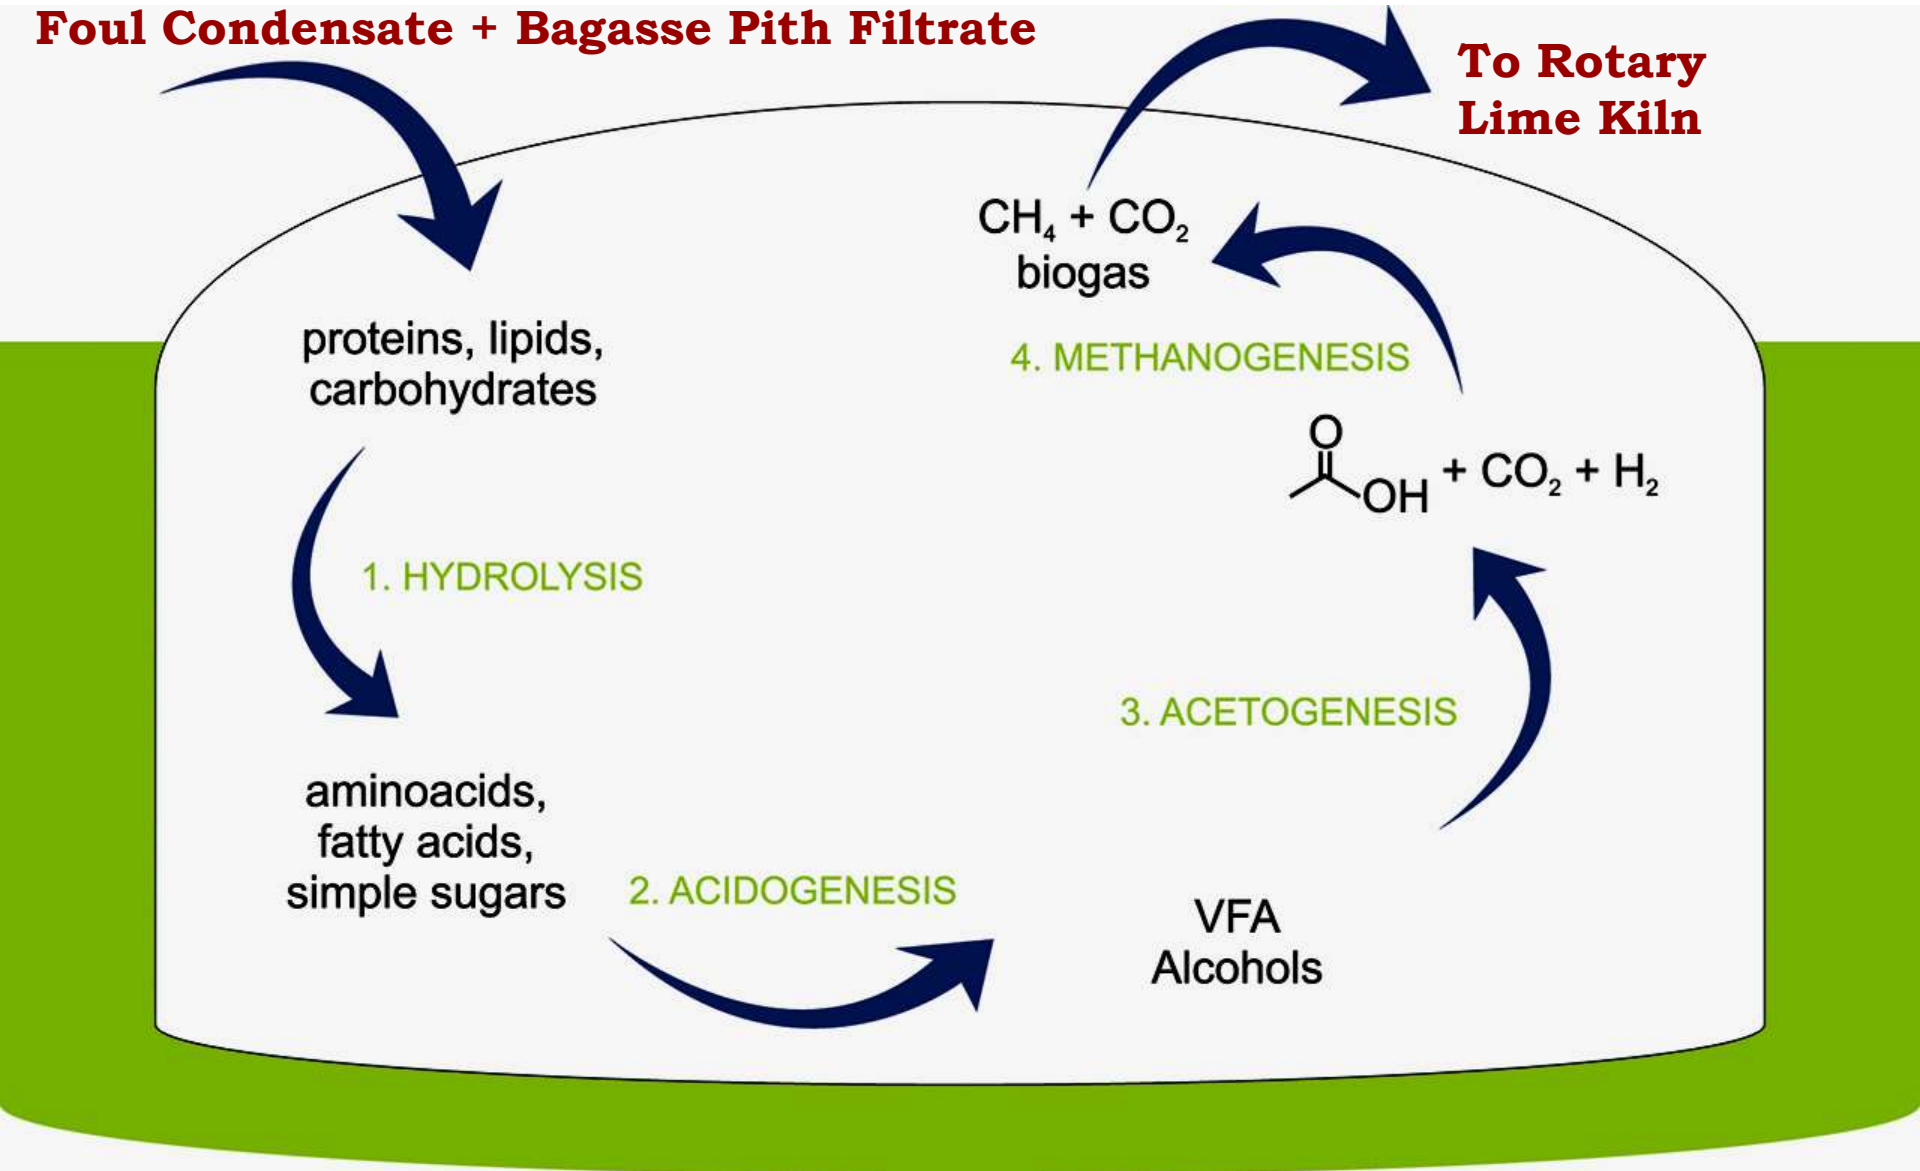 Foul Condensate + Bagasse Pith Filtrate
To Rotary
Lime Kiln
proteins, lipids,
carbohydrates
1. HYDROLYSIS
aminoacids,
fatty acids,
simple sugars
2. ACIDOGENESIS
VFA
Alcohols
3. ACETOGENESIS
O
OH + CO₂ + H₂
4. METHANOGENESIS
CH₄ + CO₂
biogas